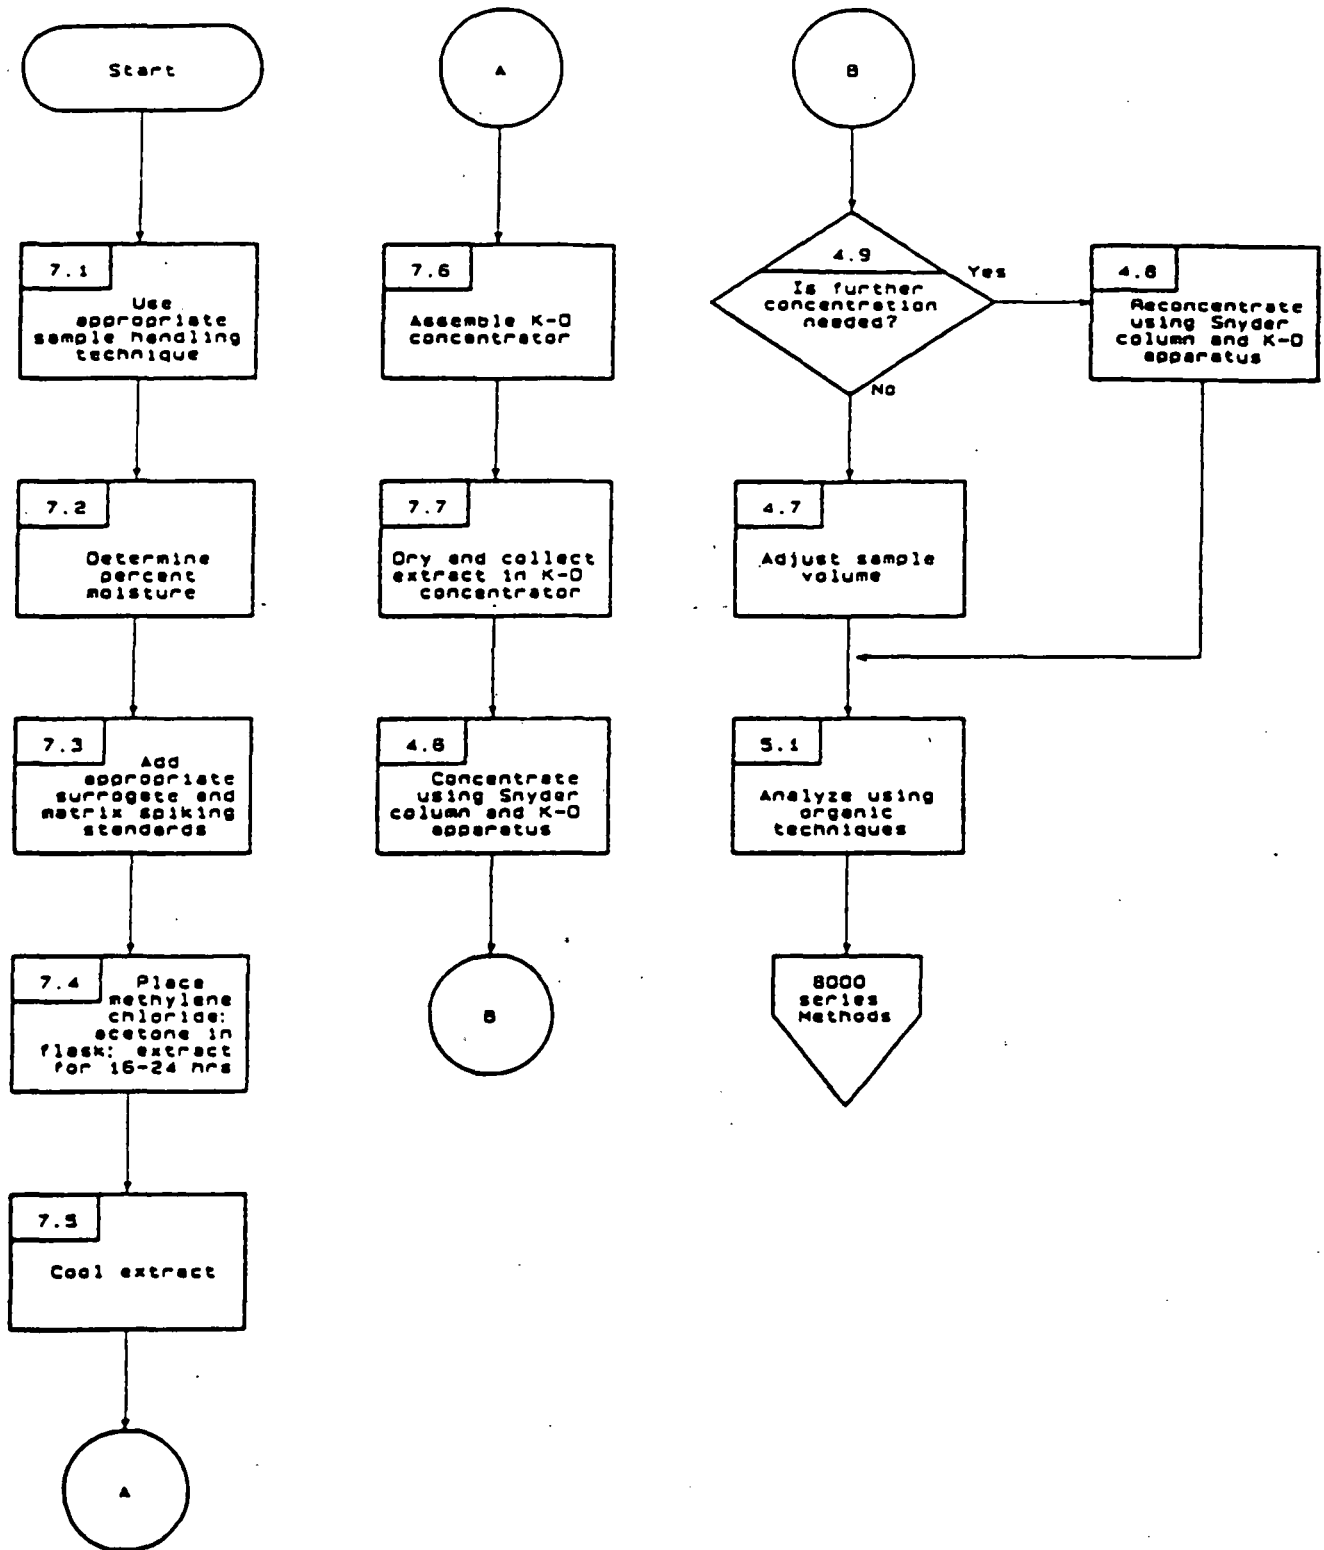 Start
7.1
Use
appropriate
sample handling
technique
7.2
Determine
percent
moisture
7.3
Add
appropriate
surrogate and
matrix spiking
standards
7.4
Place
methylene
chloride:
acetone in
flask; extract
for 16-24 hrs
7.5
Cool extract
A
A
7.6
Assemble K-D
concentrator
7.7
Dry and collect
extract in K-D
concentrator
4.8
Concentrate
using Snyder
column and K-D
apparatus
B
B
4.9
Is further
concentration
needed?
Yes
No
4.8
Reconcentrate
using Snyder
column and K-D
apparatus
4.7
Adjust sample
volume
5.1
Analyze using
organic
techniques
8000
series
Methods